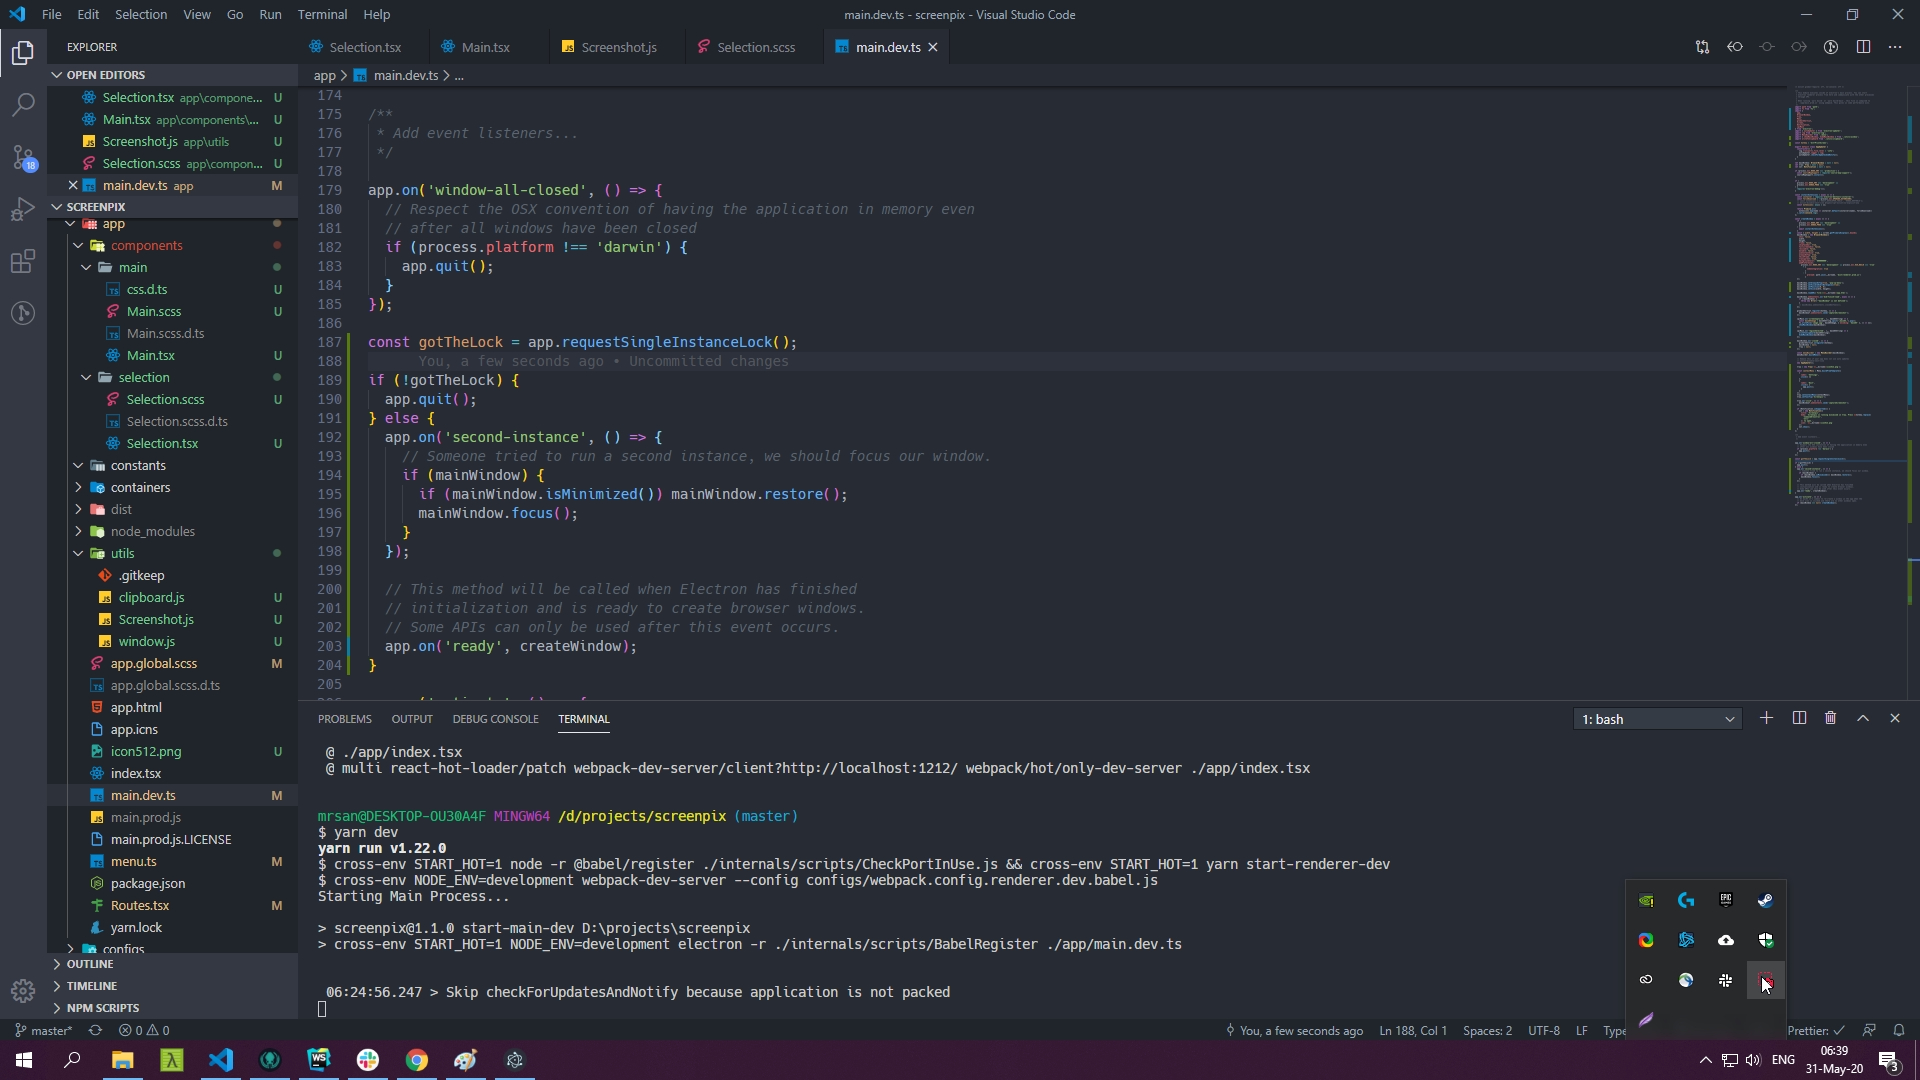 File Edit Selection View Go Run Terminal Help
main.dev.ts - screenpix - Visual Studio Code
EXPLORER
Selection.tsx
Main.tsx
Screenshot.js
Selection.scss
main.dev.ts
OPEN EDITORS
Selection.tsx app\compone... U
Main.tsx app\components\... U
Screenshot.js app\utils U
Selection.scss app\compon... U
main.dev.ts app M
SCREENPIX
app
components
main
css.d.ts U
Main.scss U
Main.scss.d.ts
Main.tsx U
selection
Selection.scss U
Selection.scss.d.ts
Selection.tsx U
constants
containers
dist
node_modules
utils
.gitkeep
clipboard.js U
Screenshot.js U
window.js U
app.global.scss M
app.global.scss.d.ts
app.html
app.icns
icon512.png U
index.tsx
main.dev.ts M
main.prod.js
main.prod.js.LICENSE
menu.ts M
package.json
Routes.tsx M
yarn.lock
configs
OUTLINE
TIMELINE
NPM SCRIPTS
18
app > main.dev.ts > ...
174
175 /**
176 * Add event listeners...
177 */
178
179 app.on('window-all-closed', () => {
180 // Respect the OSX convention of having the application in memory even
181 // after all windows have been closed
182 if (process.platform !== 'darwin') {
183 app.quit();
184 }
185 });
186
187 const gotTheLock = app.requestSingleInstanceLock();
188 You, a few seconds ago • Uncommitted changes
189 if (!gotTheLock) {
190 app.quit();
191 } else {
192 app.on('second-instance', () => {
193 // Someone tried to run a second instance, we should focus our window.
194 if (mainWindow) {
195 if (mainWindow.isMinimized()) mainWindow.restore();
196 mainWindow.focus();
197 }
198 });
199
200 // This method will be called when Electron has finished
201 // initialization and is ready to create browser windows.
202 // Some APIs can only be used after this event occurs.
203 app.on('ready', createWindow);
204 }
205
PROBLEMS OUTPUT DEBUG CONSOLE TERMINAL
1: bash
@ ./app/index.tsx
@ multi react-hot-loader/patch webpack-dev-server/client?http://localhost:1212/ webpack/hot/only-dev-server ./app/index.tsx
mrsan@DESKTOP-OU30A4F MINGW64 /d/projects/screenpix (master)
$ yarn dev
yarn run v1.22.0
$ cross-env START_HOT=1 node -r @babel/register ./internals/scripts/CheckPortInUse.js && cross-env START_HOT=1 yarn start-renderer-dev
$ cross-env NODE_ENV=development webpack-dev-server --config configs/webpack.config.renderer.dev.babel.js
Starting Main Process...
> screenpix@1.1.0 start-main-dev D:\projects\screenpix
> cross-env START_HOT=1 NODE_ENV=development electron -r ./internals/scripts/BabelRegister ./app/main.dev.ts
06:24:56.247 > Skip checkForUpdatesAndNotify because application is not packed
master*
0 0
You, a few seconds ago
Ln 188, Col 1
Spaces: 2
UTF-8
LF
Type
Prettier: ✓
ENG
06:39
31-May-20
3